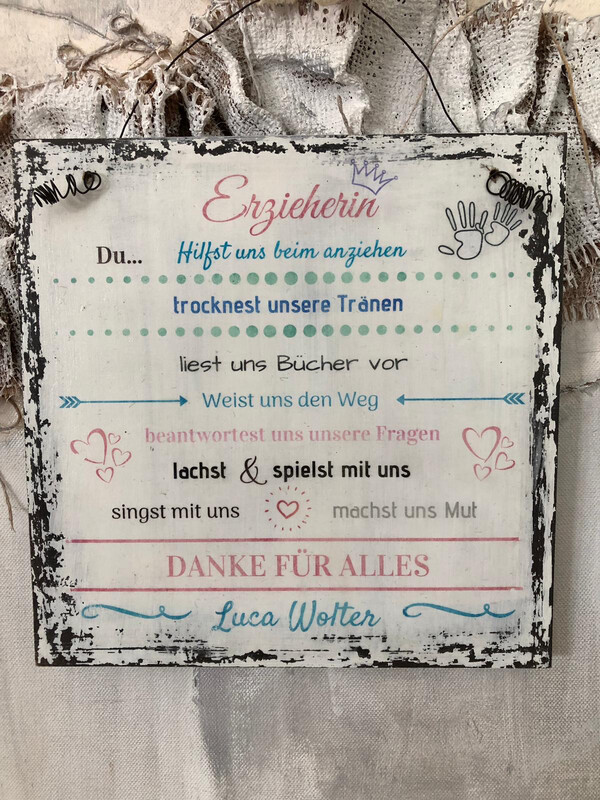 Erzieherin
Du... Hilfst uns beim anziehen
trocknest unsere Tränen
liest uns Bücher vor
Weist uns den Weg
beantwortest uns unsere Fragen
lachst & spielst mit uns
singst mit uns machst uns Mut
DANKE FÜR ALLES
Luca Wolter